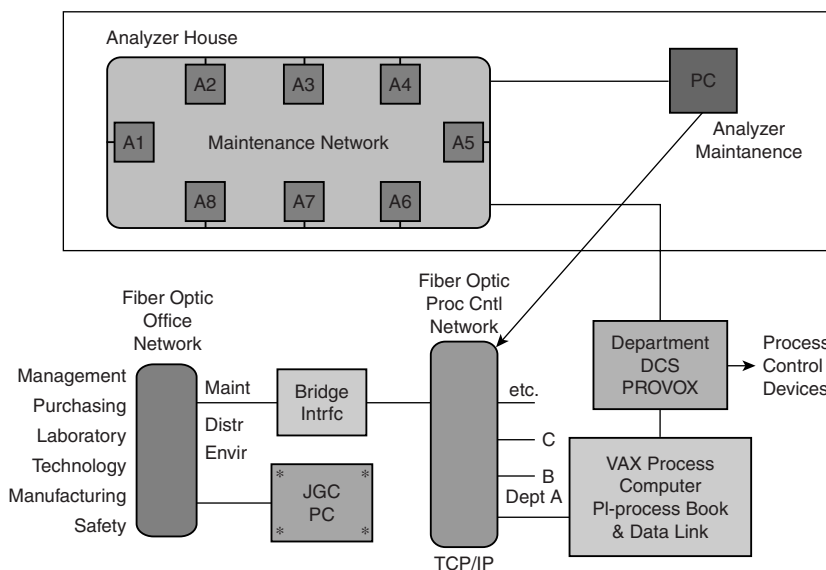 Analyzer House
A2
A3
A4
PC
A1
Maintenance Network
A5
Analyzer
Maintanence
A8
A7
A6
Fiber Optic
Office
Network
Fiber Optic
Proc Cntl
Network
Department
DCS
PROVOX
Process
Control
Devices
Management
Purchasing
Laboratory
Technology
Manufacturing
Safety
Maint
Distr
Envir
Bridge
Intrfc
etc.
C
B
Dept A
* *
JGC
PC
* *
VAX Process
Computer
PI-process Book
& Data Link
TCP/IP